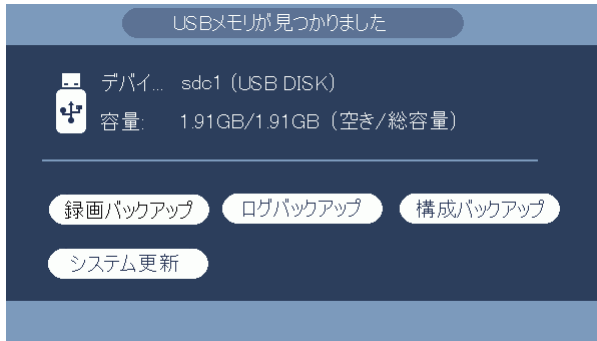 USBメモリが見つかりました
デバイ... sdc1 (USB DISK)
容量: 1.91GB/1.91GB (空き/総容量)
録画バックアップ ログバックアップ 構成バックアップ
システム更新